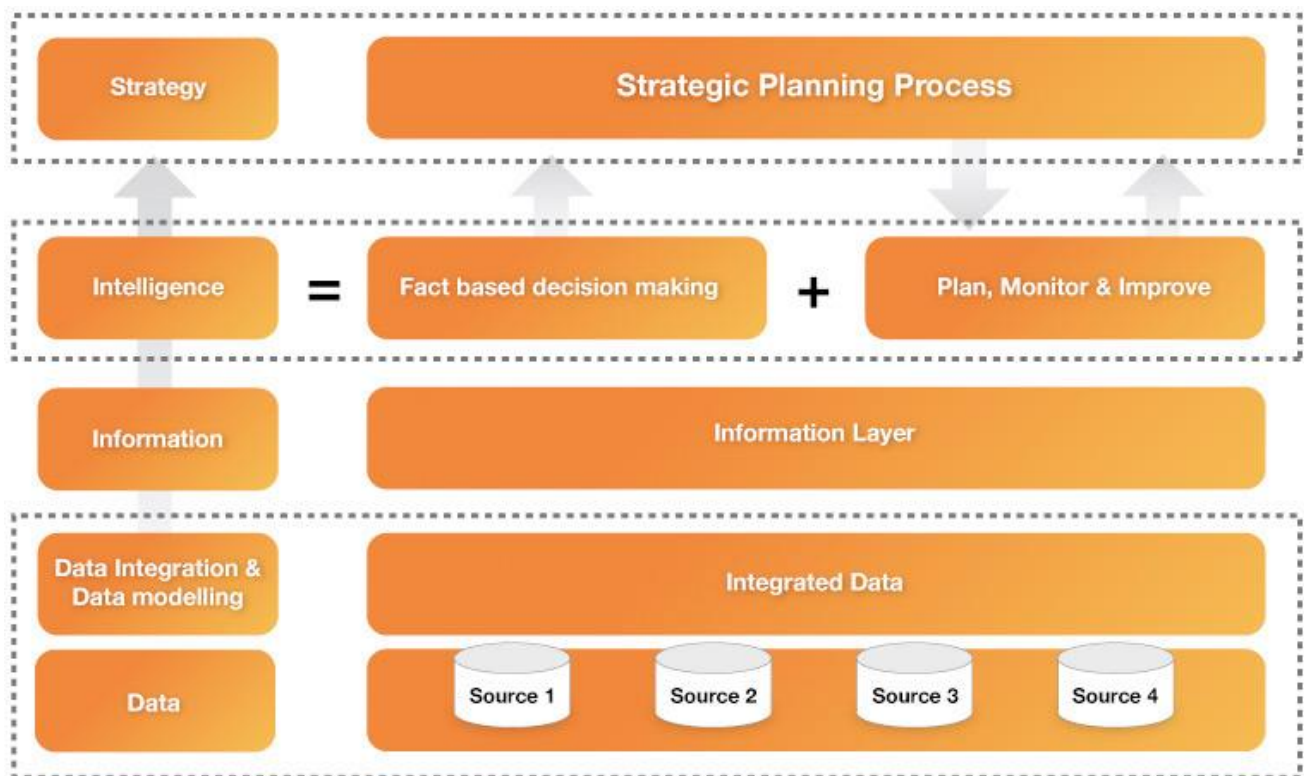 Strategy
Strategic Planning Process
Intelligence
=
Fact based decision making
+
Plan, Monitor & Improve
Information
Information Layer
Data Integration &
Data modelling
Integrated Data
Data
Source 1
Source 2
Source 3
Source 4